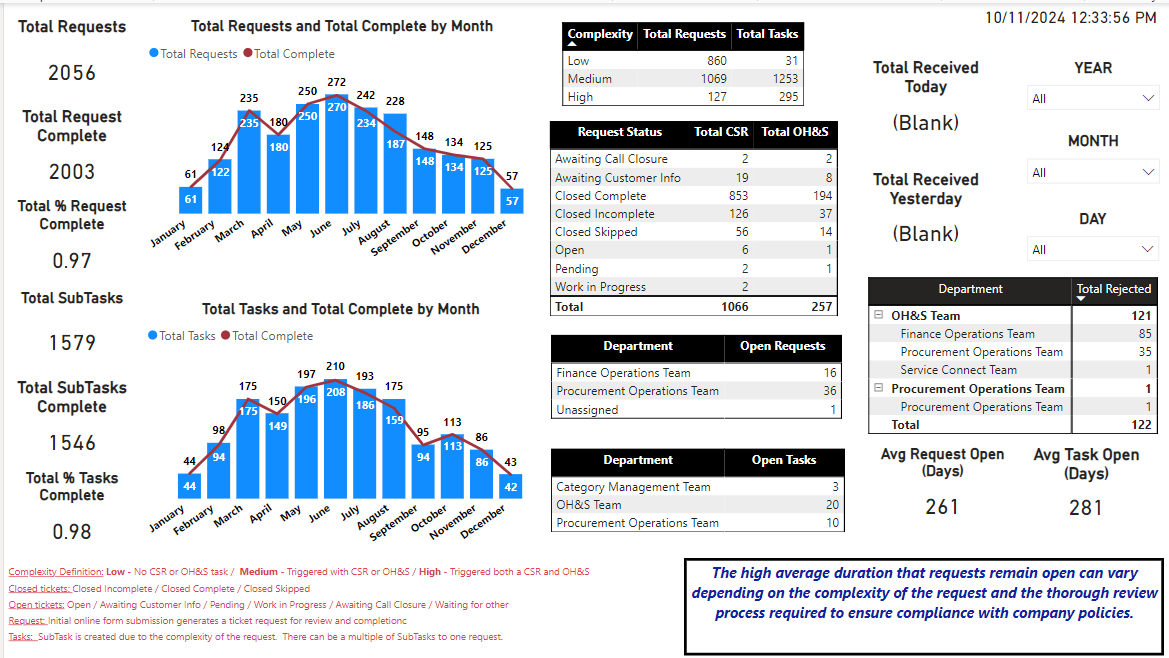 10/11/2024 12:33:56 PM
Total Requests
2056
Total Request
Complete
2003
Total % Request
Complete
0.97
Total SubTasks
1579
Total SubTasks
Complete
1546
Total % Tasks
Complete
0.98
Total Requests and Total Complete by Month
Total Requests Total Complete
61 124 235 180 250 272 242 228 148 134 125 57
61 122 235 180 250 270 234 187 148 134 125 57
January February March April May June July August September October November December
Total Tasks and Total Complete by Month
Total Tasks Total Complete
44 98 175 150 197 210 193 175 95 113 86 43
44 94 175 149 196 208 186 159 94 113 86 42
January February March April May June July August September October November December
Complexity Total Requests Total Tasks
Low 860 31
Medium 1069 1253
High 127 295
Request Status Total CSR Total OH&S
Awaiting Call Closure 2 2
Awaiting Customer Info 19 8
Closed Complete 853 194
Closed Incomplete 126 37
Closed Skipped 56 14
Open 6 1
Pending 2 1
Work in Progress 2
Total 1066 257
Department Open Requests
Finance Operations Team 16
Procurement Operations Team 36
Unassigned 1
Department Open Tasks
Category Management Team 3
OH&S Team 20
Procurement Operations Team 10
Total Received
Today
(Blank)
Total Received
Yesterday
(Blank)
YEAR
All
MONTH
All
DAY
All
Department Total Rejected
OH&S Team 121
Finance Operations Team 85
Procurement Operations Team 35
Service Connect Team 1
Procurement Operations Team 1
Procurement Operations Team 1
Total 122
Avg Request Open
(Days)
261
Avg Task Open
(Days)
281
Complexity Definition: Low - No CSR or OH&S task / Medium - Triggered with CSR or OH&S / High - Triggered both a CSR and OH&S
Closed tickets: Closed Incomplete / Closed Complete / Closed Skipped
Open tickets: Open / Awaiting Customer Info / Pending / Work in Progress / Awaiting Call Closure / Waiting for other
Request: Initial online form submission generates a ticket request for review and completionc
Tasks: SubTask is created due to the complexity of the request. There can be a multiple of SubTasks to one request.
The high average duration that requests remain open can vary
depending on the complexity of the request and the thorough review
process required to ensure compliance with company policies.